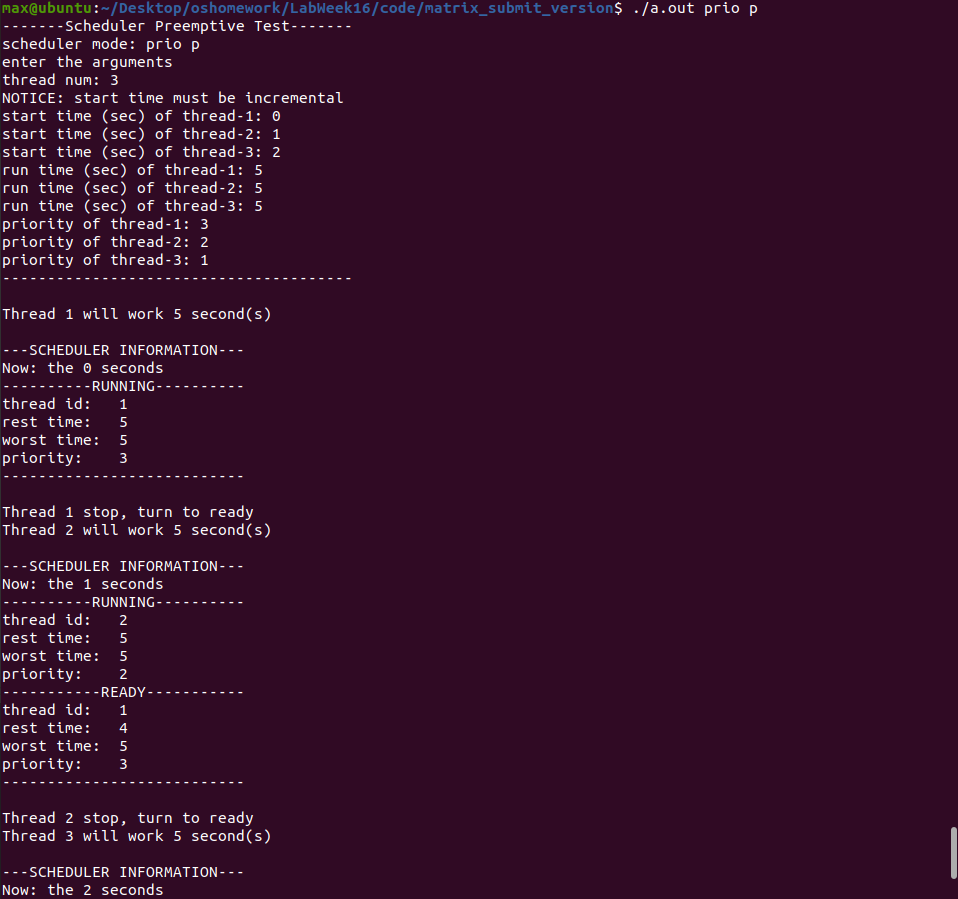 max@ubuntu:~/Desktop/oshomework/LabWeek16/code/matrix_submit_version$ ./a.out prio p
-------Scheduler Preemptive Test-------
scheduler mode: prio p
enter the arguments
thread num: 3
NOTICE: start time must be incremental
start time (sec) of thread-1: 0
start time (sec) of thread-2: 1
start time (sec) of thread-3: 2
run time (sec) of thread-1: 5
run time (sec) of thread-2: 5
run time (sec) of thread-3: 5
priority of thread-1: 3
priority of thread-2: 2
priority of thread-3: 1
---------------------------------------
Thread 1 will work 5 second(s)
---SCHEDULER INFORMATION---
Now: the 0 seconds
----------RUNNING----------
thread id:   1
rest time:   5
worst time:  5
priority:    3
---------------------------
Thread 1 stop, turn to ready
Thread 2 will work 5 second(s)
---SCHEDULER INFORMATION---
Now: the 1 seconds
----------RUNNING----------
thread id:   2
rest time:   5
worst time:  5
priority:    2
-----------READY-----------
thread id:   1
rest time:   4
worst time:  5
priority:    3
---------------------------
Thread 2 stop, turn to ready
Thread 3 will work 5 second(s)
---SCHEDULER INFORMATION---
Now: the 2 seconds